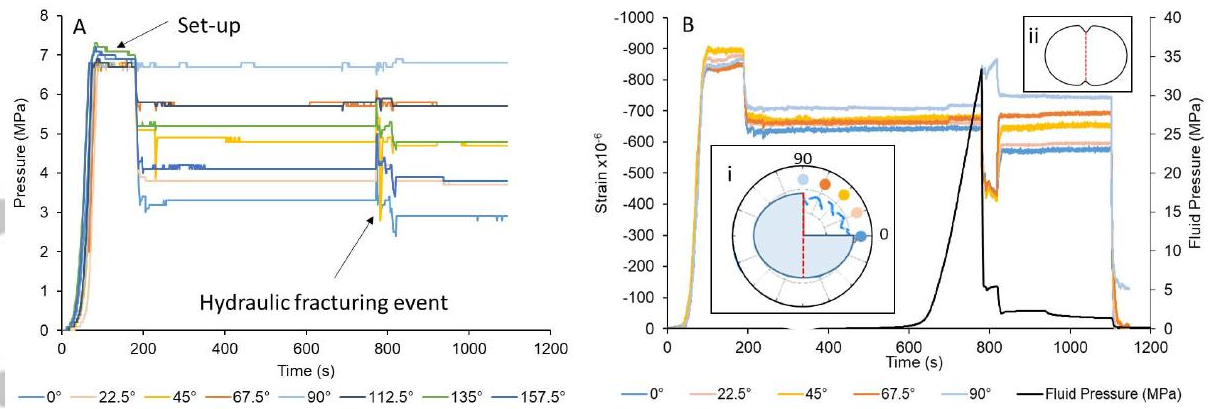 A
Set-up
Hydraulic fracturing event
Pressure (MPa)
8
7
6
5
4
3
2
1
0
0 200 400 600 800 1000 1200
Time (s)
0° 22.5° 45° 67.5° 90° 112.5° 135° 157.5°
B
ii
i
90
0
Strain x10⁻⁶
-1000
-900
-800
-700
-600
-500
-400
-300
-200
-100
0
40
35
30
25
20
15
10
5
0
Fluid Pressure (MPa)
0 200 400 600 800 1000 1200
Time (s)
0° 22.5° 45° 67.5° 90° Fluid Pressure (MPa)